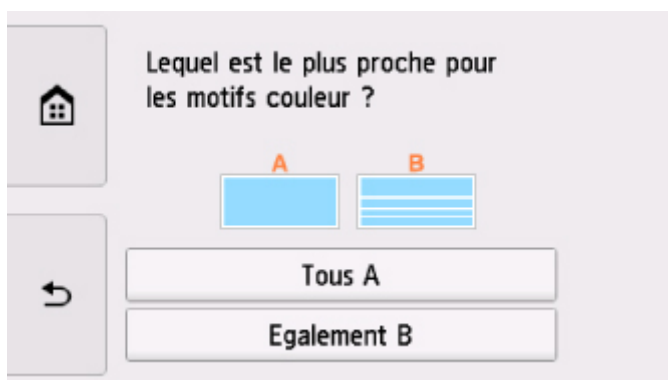 Lequel est le plus proche pour
les motifs couleur ?
A B
Tous A
Egalement B